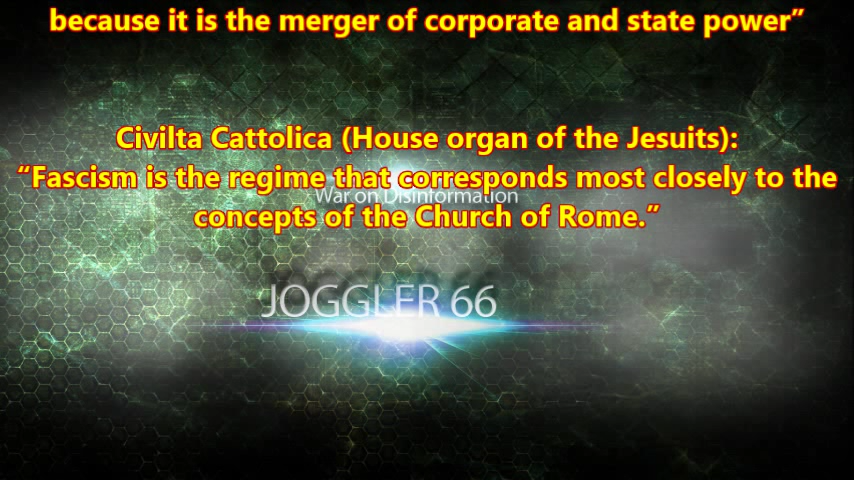 because it is the merger of corporate and state power”
Civilta Cattolica (House organ of the Jesuits):
“Fascism is the regime that corresponds most closely to the
War on Disinformation
concepts of the Church of Rome.”
JOGGLER 66